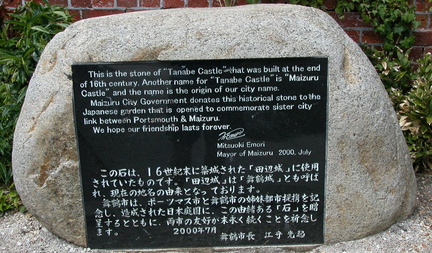 This is the stone of "Tanabe Castle" that was built at the end
of 16th century. Another name for "Tanabe Castle" is "Maizuru
Castle" and the name is the origin of our city name.
Maizuru City Government donates this historical stone to the
Japanese garden that is opened to commemorate sister city
link between Portsmouth & Maizuru.
We hope our friendship lasts forever.
Mitsuoki Emori
Mayor of Maizuru 2000, July
この石は、16世紀末に築城された「田辺城」に使用
されていたものです。「田辺城」は「舞鶴城」とも呼ば
れ、現在の地名の由来となっております。
舞鶴市は、ポーツマス市と舞鶴市の姉妹都市提携を記
念し、造成された日本庭園に、この由緒ある「石」を贈
呈するとともに、両市の友好が末永く続くことを祈念し
ます。
2000年7月
舞鶴市長 江守 光起